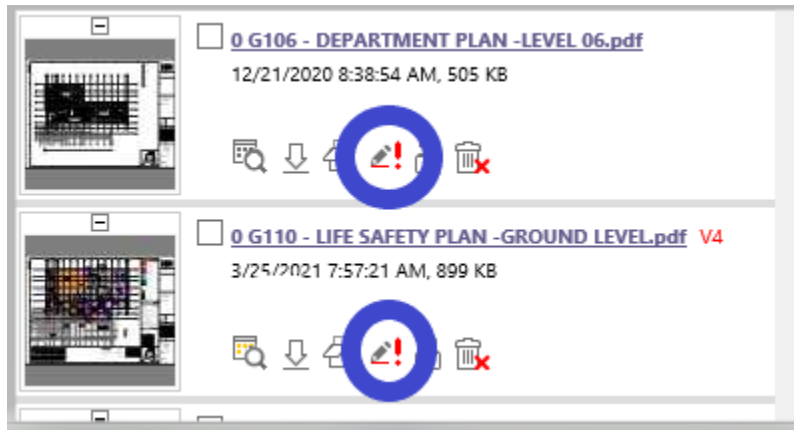 0 G106 - DEPARTMENT PLAN -LEVEL 06.pdf
12/21/2020 8:38:54 AM, 505 KB
0 G110 - LIFE SAFETY PLAN -GROUND LEVEL.pdf V4
3/25/2021 7:57:21 AM, 899 KB